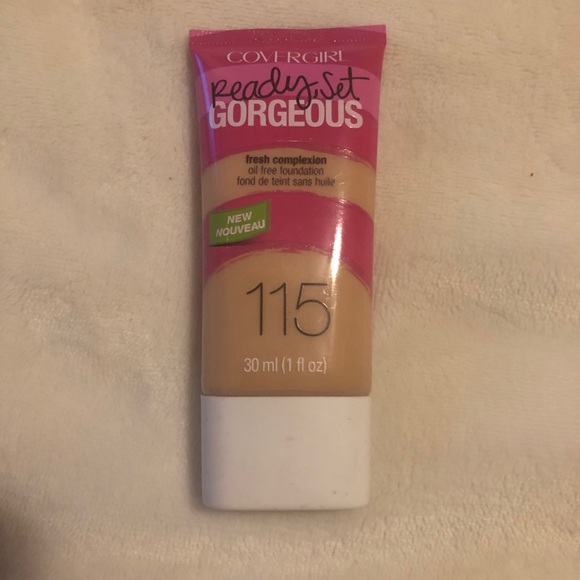 COVERGIRL
Ready, Set
GORGEOUS
fresh complexion
oil free foundation
fond de teint sans huile
NEW
NOUVEAU
115
30 ml (1 fl oz)